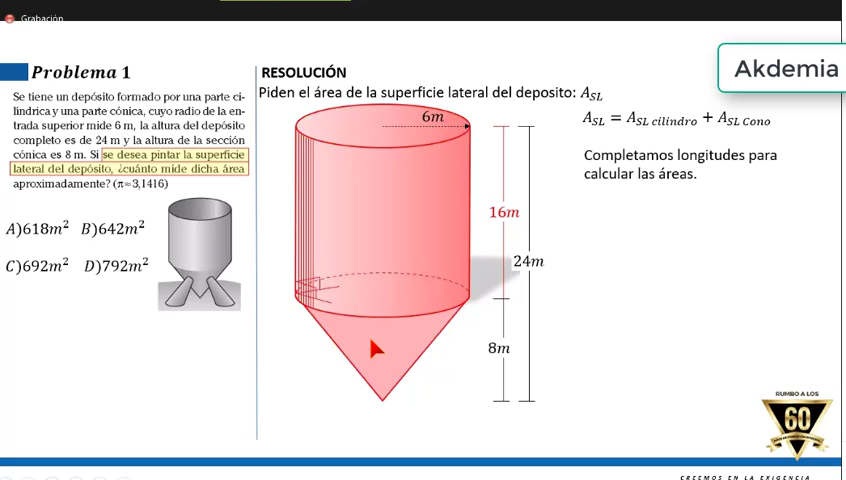 Grabación
Akdemia
Problema 1
Se tiene un depósito formado por una parte ci-
líndrica y una parte cónica, cuyo radio de la en-
trada superior mide 6 m, la altura del depósito
completo es de 24 m y la altura de la sección
cónica es 8 m. Si se desea pintar la superficie
lateral del depósito, ¿cuánto mide dicha área
aproximadamente? (π≈3,1416)
A)618m² B)642m²
C)692m² D)792m²
RESOLUCIÓN
Piden el área de la superficie lateral del deposito: A_SL
6m
16m
24m
8m
A_SL = A_SL cilindro + A_SL Cono
Completamos longitudes para
calcular las áreas.
RUMBO A LOS
60
CREEMOS EN LA EXIGENCIA